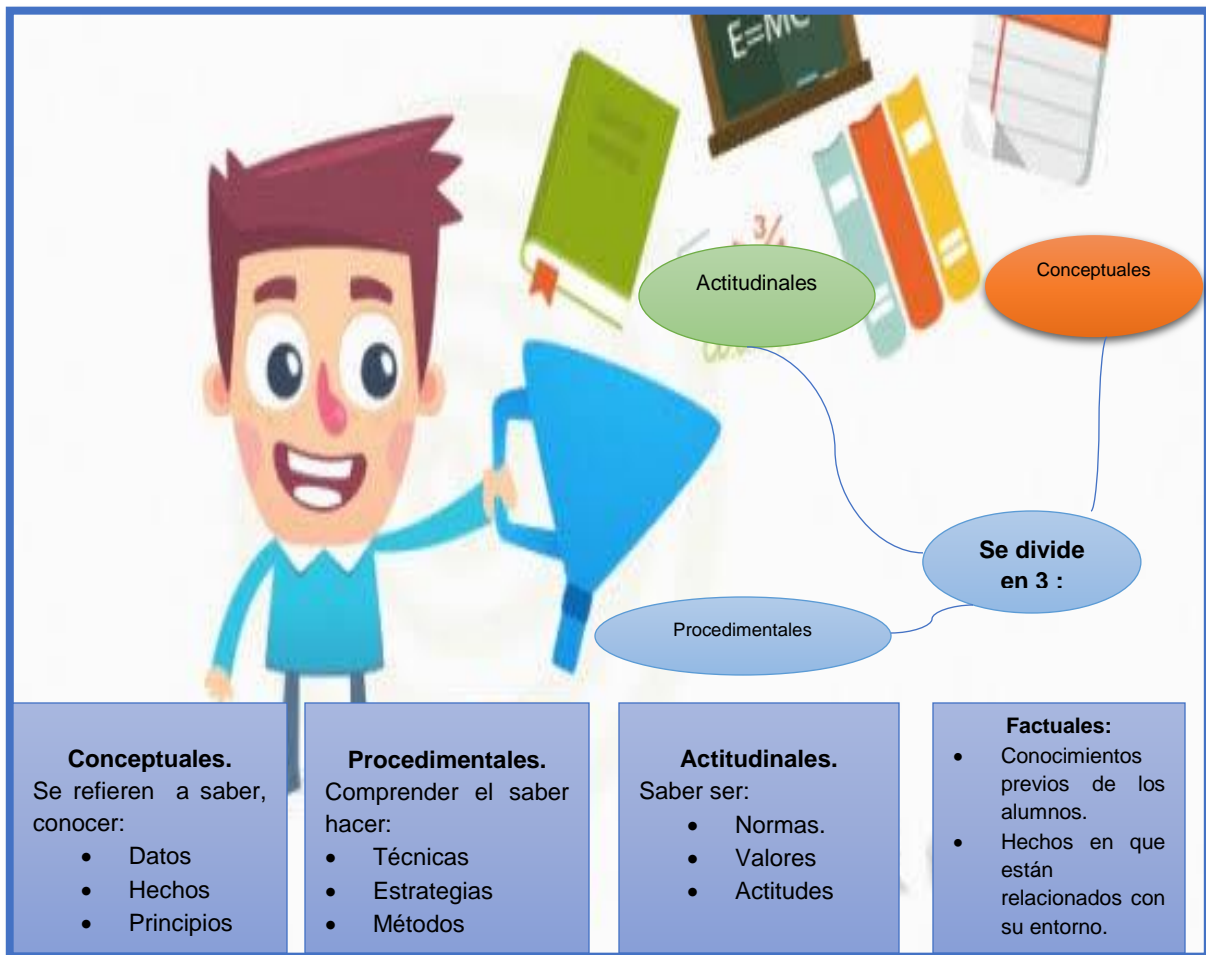 E=MC
3/
Actitudinales
Conceptuales
Se divide
en 3 :
Procedimentales
Conceptuales.
Se refieren a saber,
conocer:
• Datos
• Hechos
• Principios
Procedimentales.
Comprender el saber
hacer:
• Técnicas
• Estrategias
• Métodos
Actitudinales.
Saber ser:
• Normas.
• Valores
• Actitudes
Factuales:
• Conocimientos
previos de los
alumnos.
• Hechos en que
están
relacionados con
su entorno.